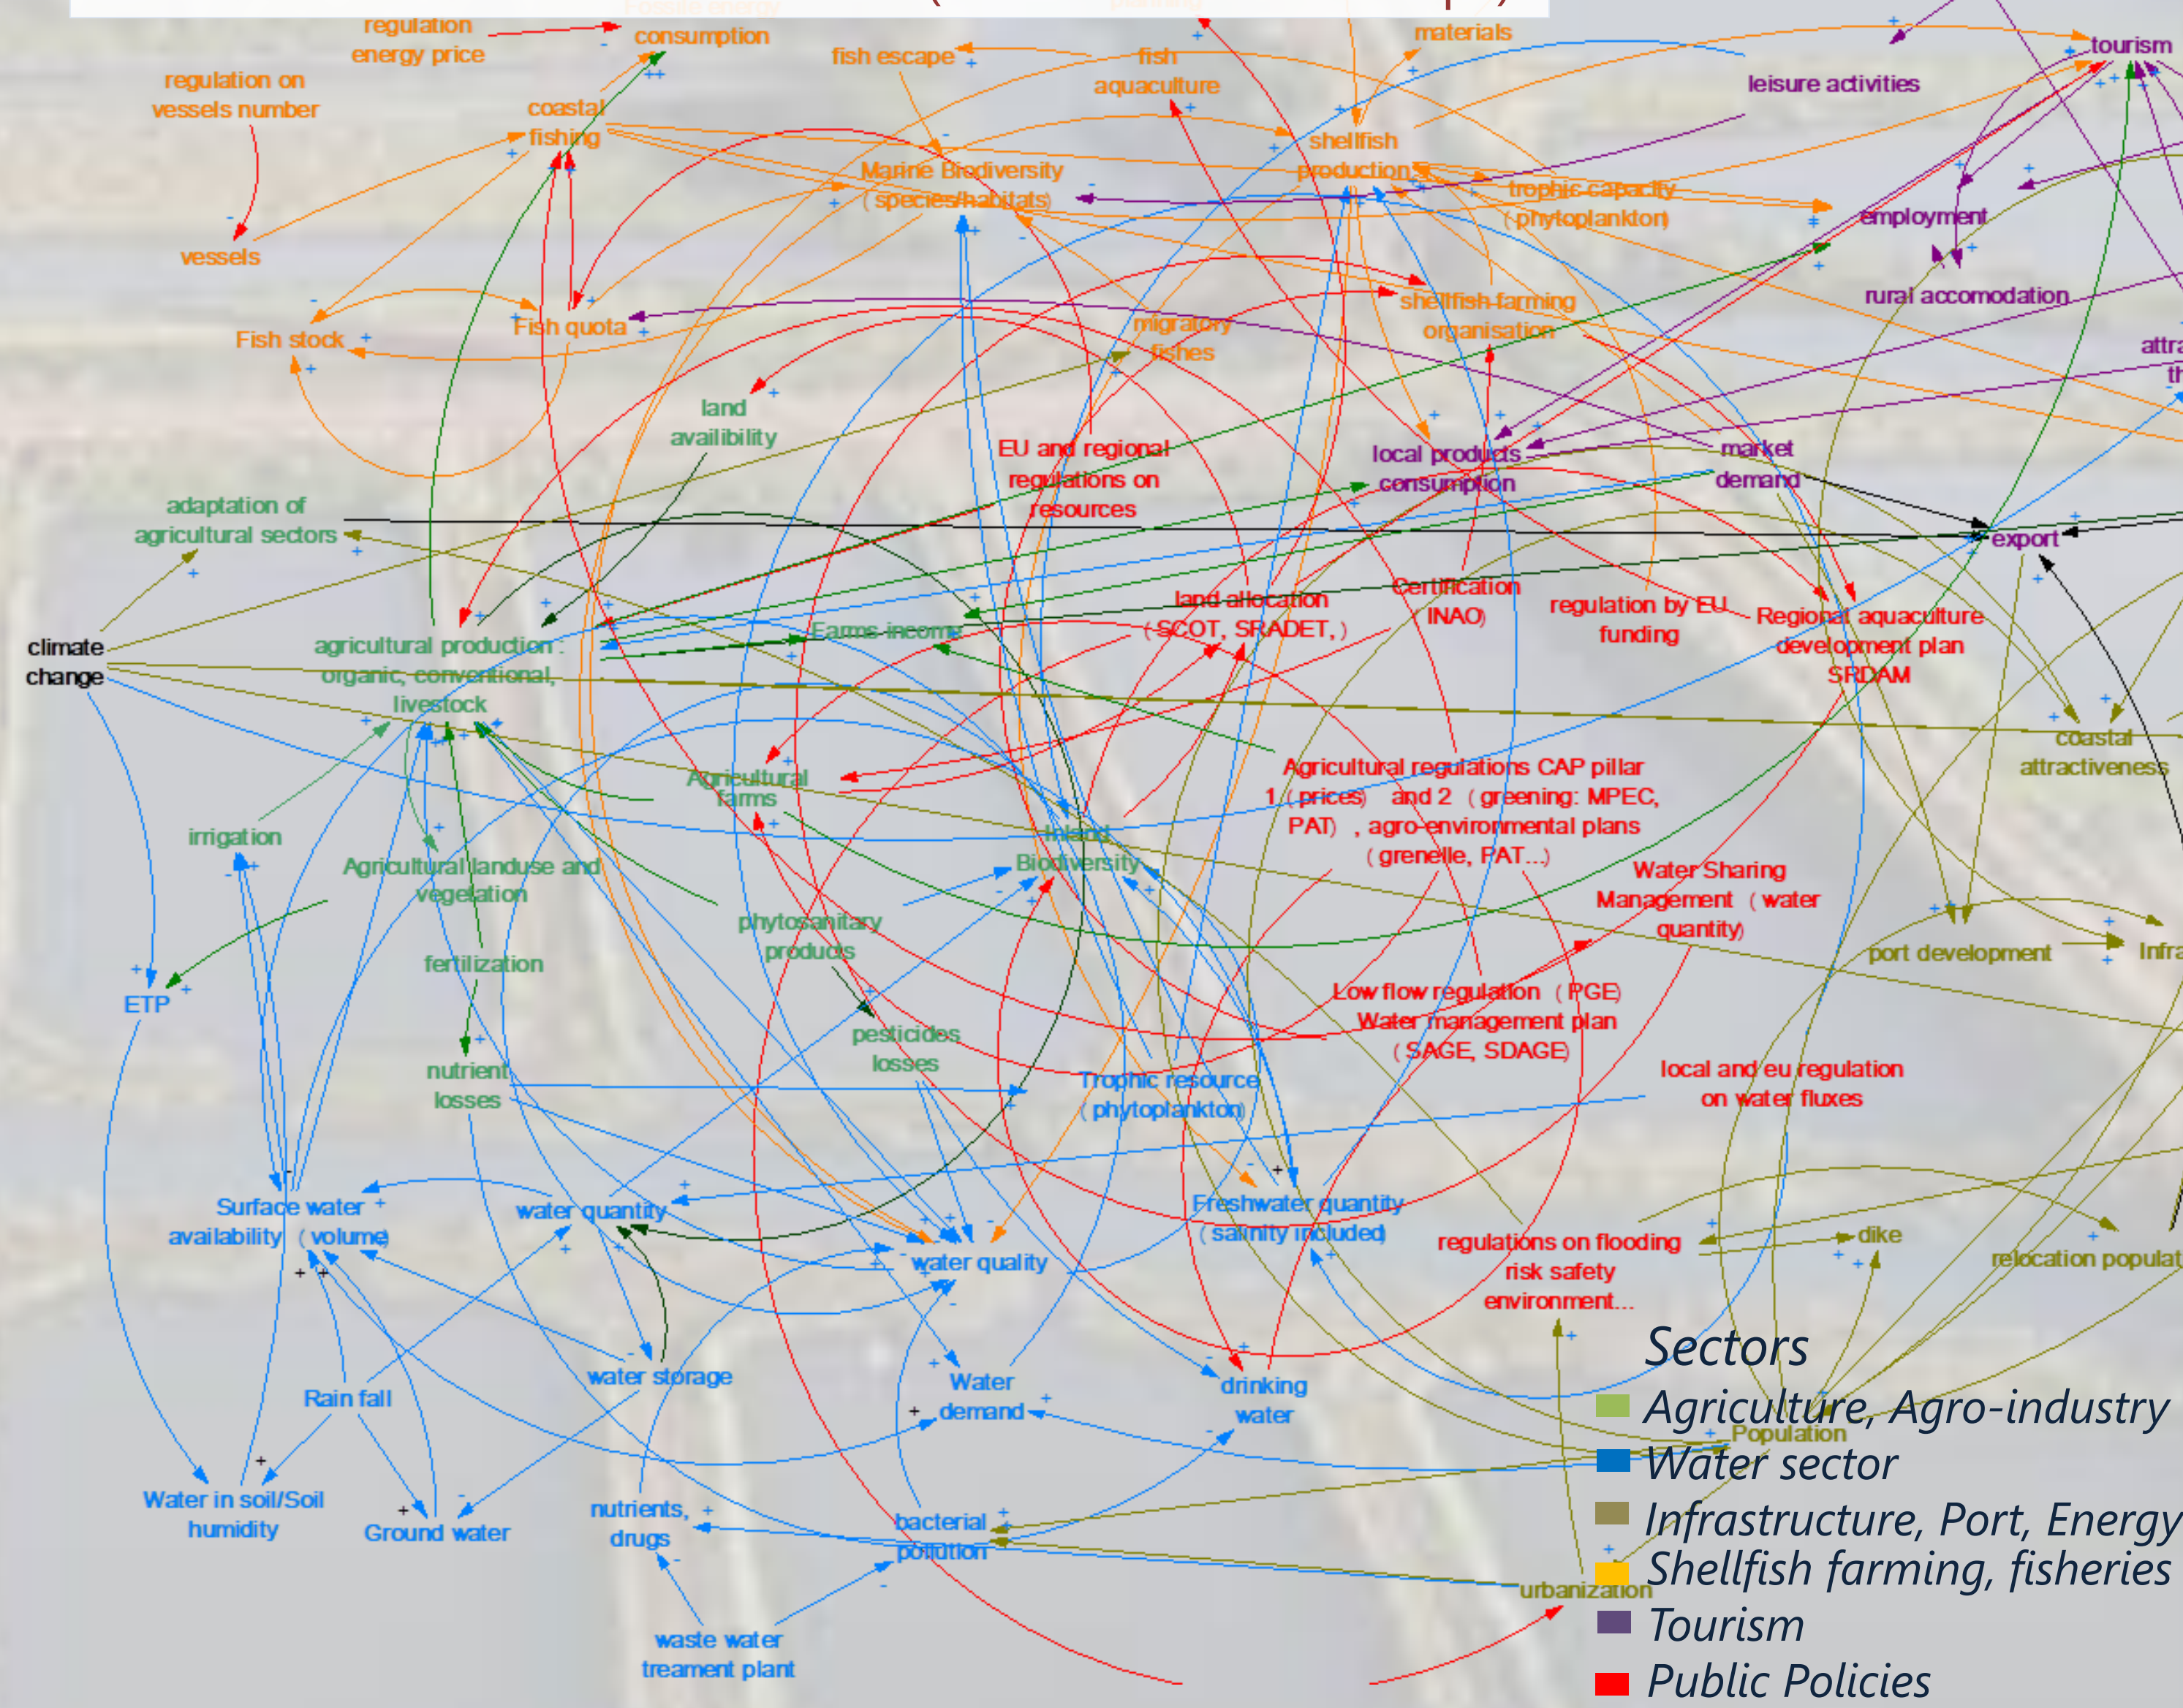 regulation
energy price
consumption
fish escape
fish
aquaculture
materials
tourism
regulation on
vessels number
coastal
fishing
leisure activities
shellfish
production
Marine Biodiversity
(species/habitats)
trophic capacity
(phytoplankton)
employment
vessels
rural accomodation
Fish stock
Fish quota
migratory
fishes
shellfish farming
organisation
land
availibility
EU and regional
regulations on
resources
local products
consumption
market
demand
adaptation of
agricultural sectors
export
climate
change
agricultural production :
organic, conventional,
livestock
Farms income
land allocation
(SCOT, SRADET, )
Certification
(INAO)
regulation by EU
funding
Regional aquaculture
development plan
SRDAM
coastal
attractiveness
Agricultural
farms
Agricultural regulations CAP pillar
1 (prices) and 2 (greening: MPEC,
PAT) , agro-environmental plans
(grenelle, PAT...)
irrigation
Inland
Biodiversity
Agricultural landuse and
vegetation
Water Sharing
Management (water
quantity)
phytosanitary
products
port development
fertilization
ETP
Low flow regulation (PGE)
Water management plan
(SAGE, SDAGE)
pesticides
losses
nutrient
losses
Trophic resource
(phytoplankton)
local and eu regulation
on water fluxes
Surface water
availability (volume)
water quantity
Freshwater quantity
(salinity included)
water quality
regulations on flooding
risk safety
environment...
dike
relocation populat
water storage
Rain fall
Water
demand
drinking
water
Population
Water in soil/Soil
humidity
Ground water
nutrients,
drugs
bacterial
pollution
urbanization
waste water
treament plant
Sectors
Agriculture, Agro-industry
Water sector
Infrastructure, Port, Energy
Shellfish farming, fisheries
Tourism
Public Policies